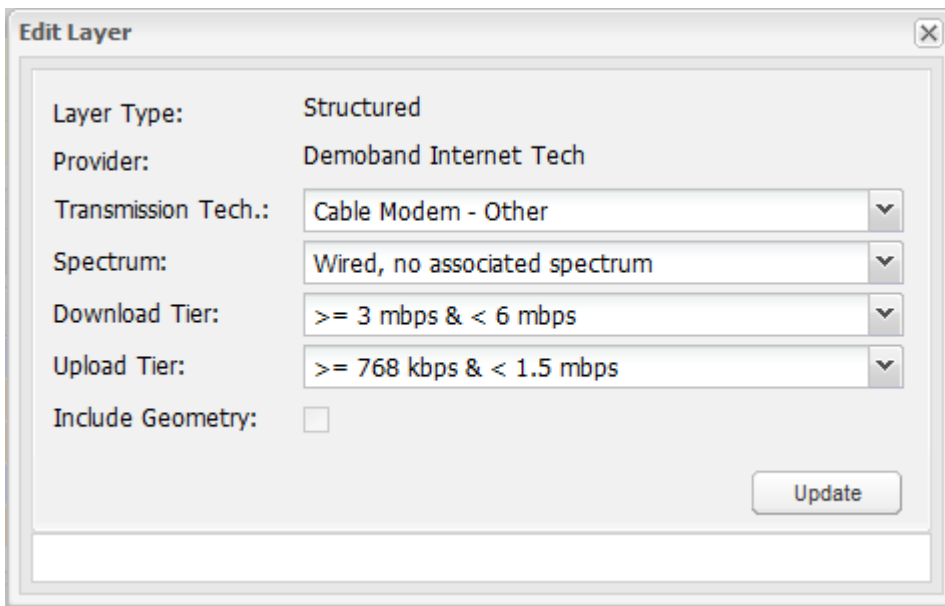 Edit Layer
Layer Type: Structured
Provider: Demoband Internet Tech
Transmission Tech.: Cable Modem - Other
Spectrum: Wired, no associated spectrum
Download Tier: >= 3 mbps & < 6 mbps
Upload Tier: >= 768 kbps & < 1.5 mbps
Include Geometry:
Update